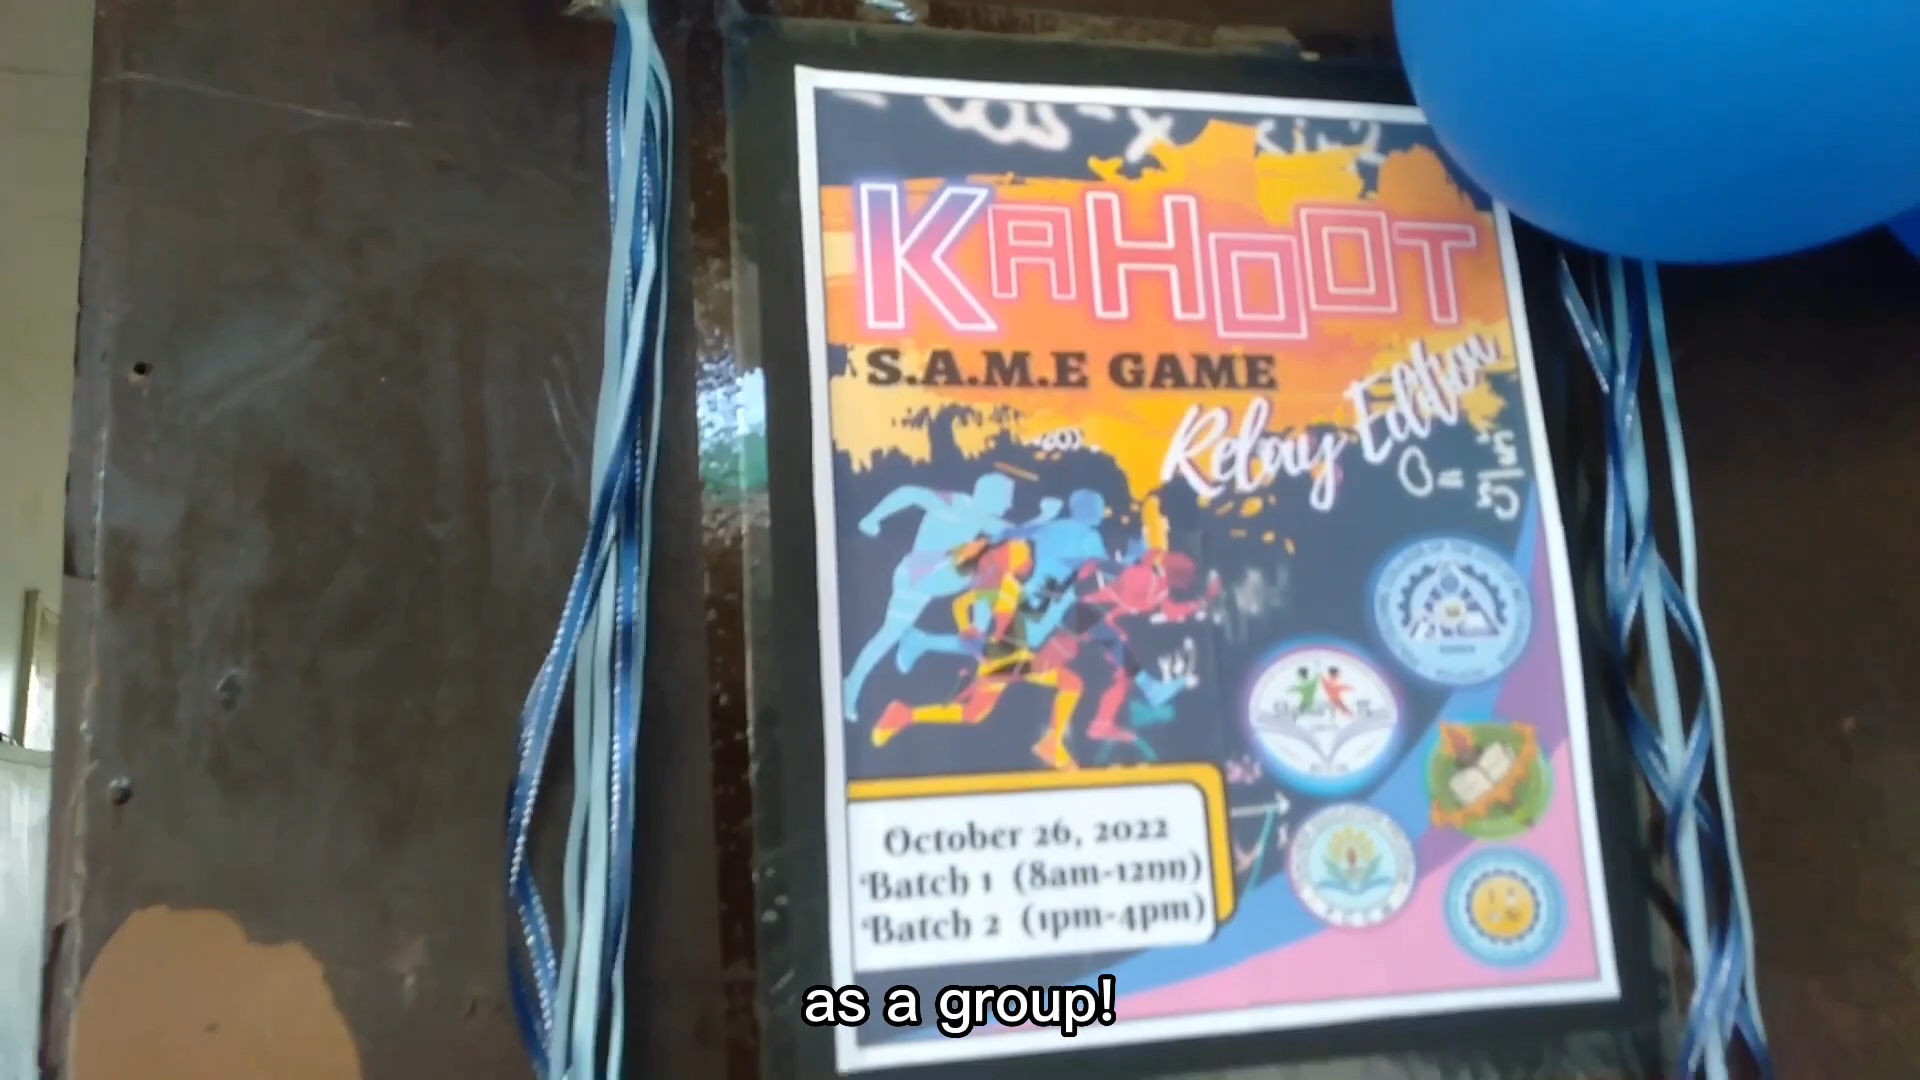 KAHOOT
S.A.M.E GAME
Relay Edition
October 26, 2022
Batch 1 (8am-12nn)
Batch 2 (1pm-4pm)
as a group!